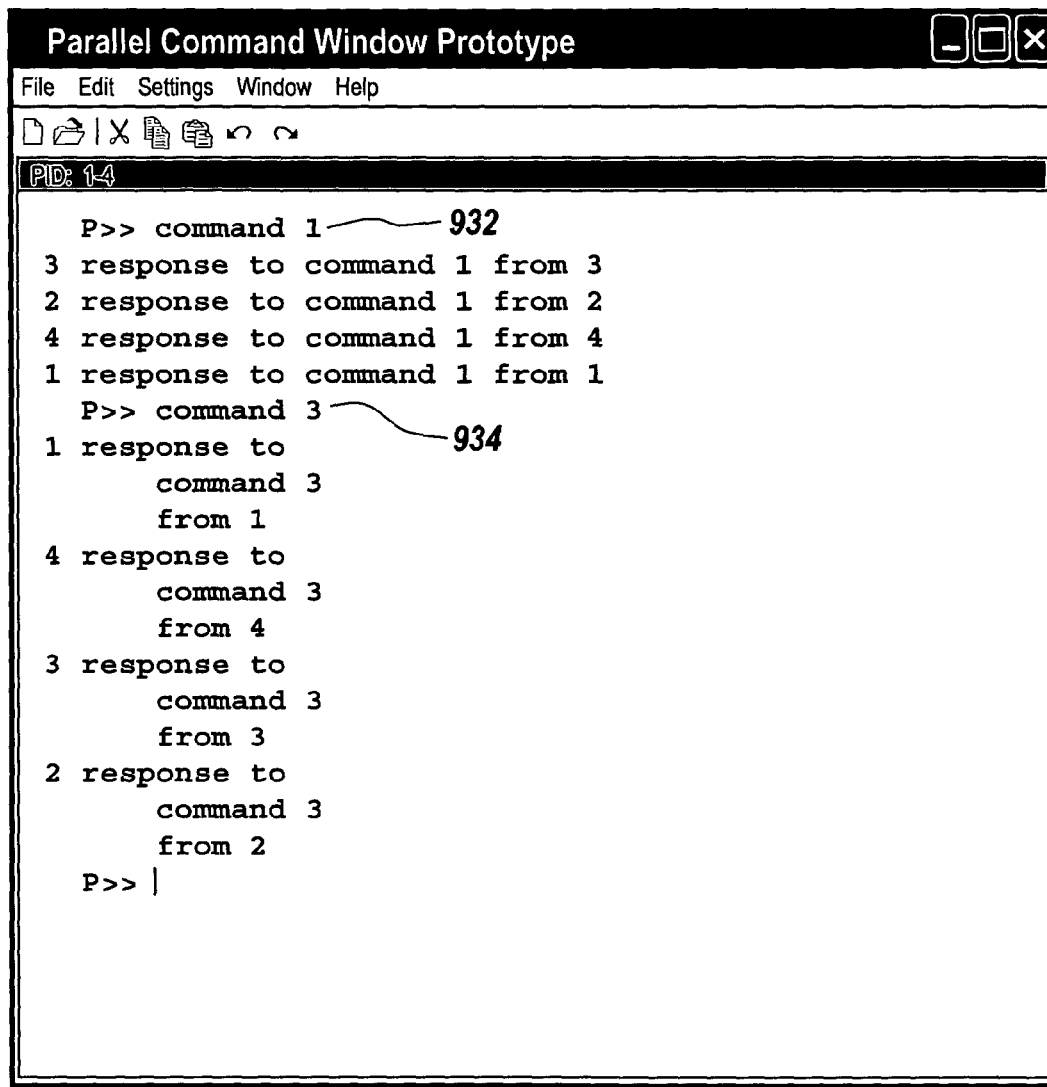 Parallel Command Window Prototype
File Edit Settings Window Help
PID: 1-4
P>> command 1 932
3 response to command 1 from 3
2 response to command 1 from 2
4 response to command 1 from 4
1 response to command 1 from 1
P>> command 3
934
1 response to
command 3
from 1
4 response to
command 3
from 4
3 response to
command 3
from 3
2 response to
command 3
from 2
P>> |